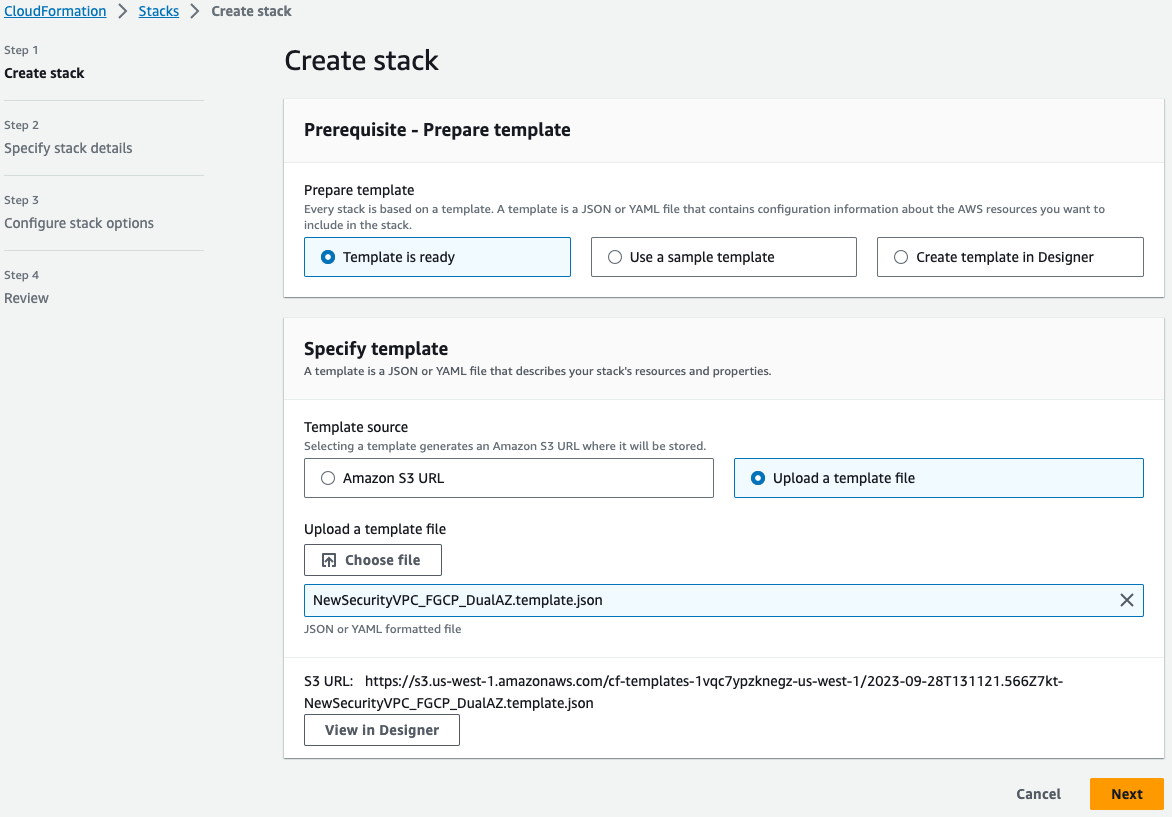 CloudFormation > Stacks > Create stack
Step 1
Create stack
Step 2
Specify stack details
Step 3
Configure stack options
Step 4
Review
Create stack
Prerequisite - Prepare template
Prepare template
Every stack is based on a template. A template is a JSON or YAML file that contains configuration information about the AWS resources you want to
include in the stack.
Template is ready
Use a sample template
Create template in Designer
Specify template
A template is a JSON or YAML file that describes your stack's resources and properties.
Template source
Selecting a template generates an Amazon S3 URL where it will be stored.
Amazon S3 URL
Upload a template file
Upload a template file
Choose file
NewSecurityVPC_FGCP_DualAZ.template.json
JSON or YAML formatted file
S3 URL: https://s3.us-west-1.amazonaws.com/cf-templates-1vqc7ypzknegz-us-west-1/2023-09-28T131121.566Z7kt-
NewSecurityVPC_FGCP_DualAZ.template.json
View in Designer
Cancel
Next